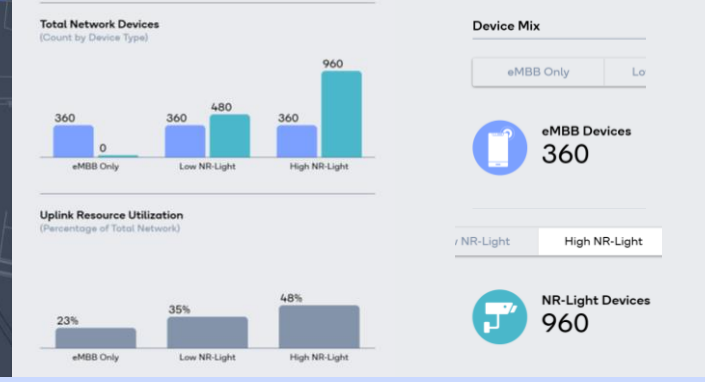 Total Network Devices
(Count by Device Type)
360 0 360 480 360 960
eMBB Only Low NR-Light High NR-Light
Uplink Resource Utilization
(Percentage of Total Network)
23% 35% 48%
eMBB Only Low NR-Light High NR-Light
Device Mix
eMBB Only Lo
eMBB Devices
360
NR-Light High NR-Light
NR-Light Devices
960